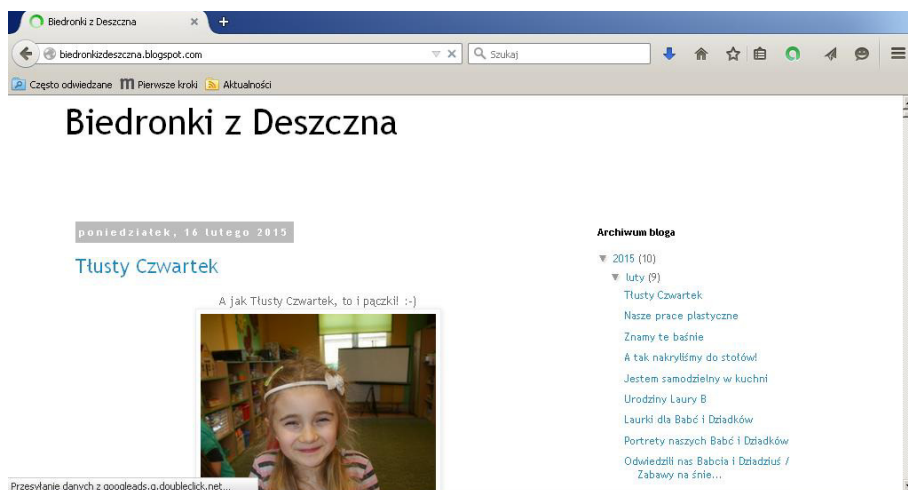 Biedronki z Deszczna
biedronkizdeszczna.blogspot.com
Szukaj
Często odwiedzane Pierwsze kroki Aktualności
Biedronki z Deszczna
poniedziałek, 16 lutego 2015
Tłusty Czwartek
A jak Tłusty Czwartek, to i pączki! :-)
Archiwum bloga
▼ 2015 (10)
▼ luty (9)
Tłusty Czwartek
Nasze prace plastyczne
Znamy te baśnie
A tak nakryliśmy do stołów!
Jestem samodzielny w kuchni
Urodziny Laury B
Laurki dla Babć i Dziadków
Portrety naszych Babć i Dziadków
Odwiedzili nas Babcia i Dziadziuś /
Zabawy na śnie...
Przesyłanie danych z googleads.g.doubleclick.net...